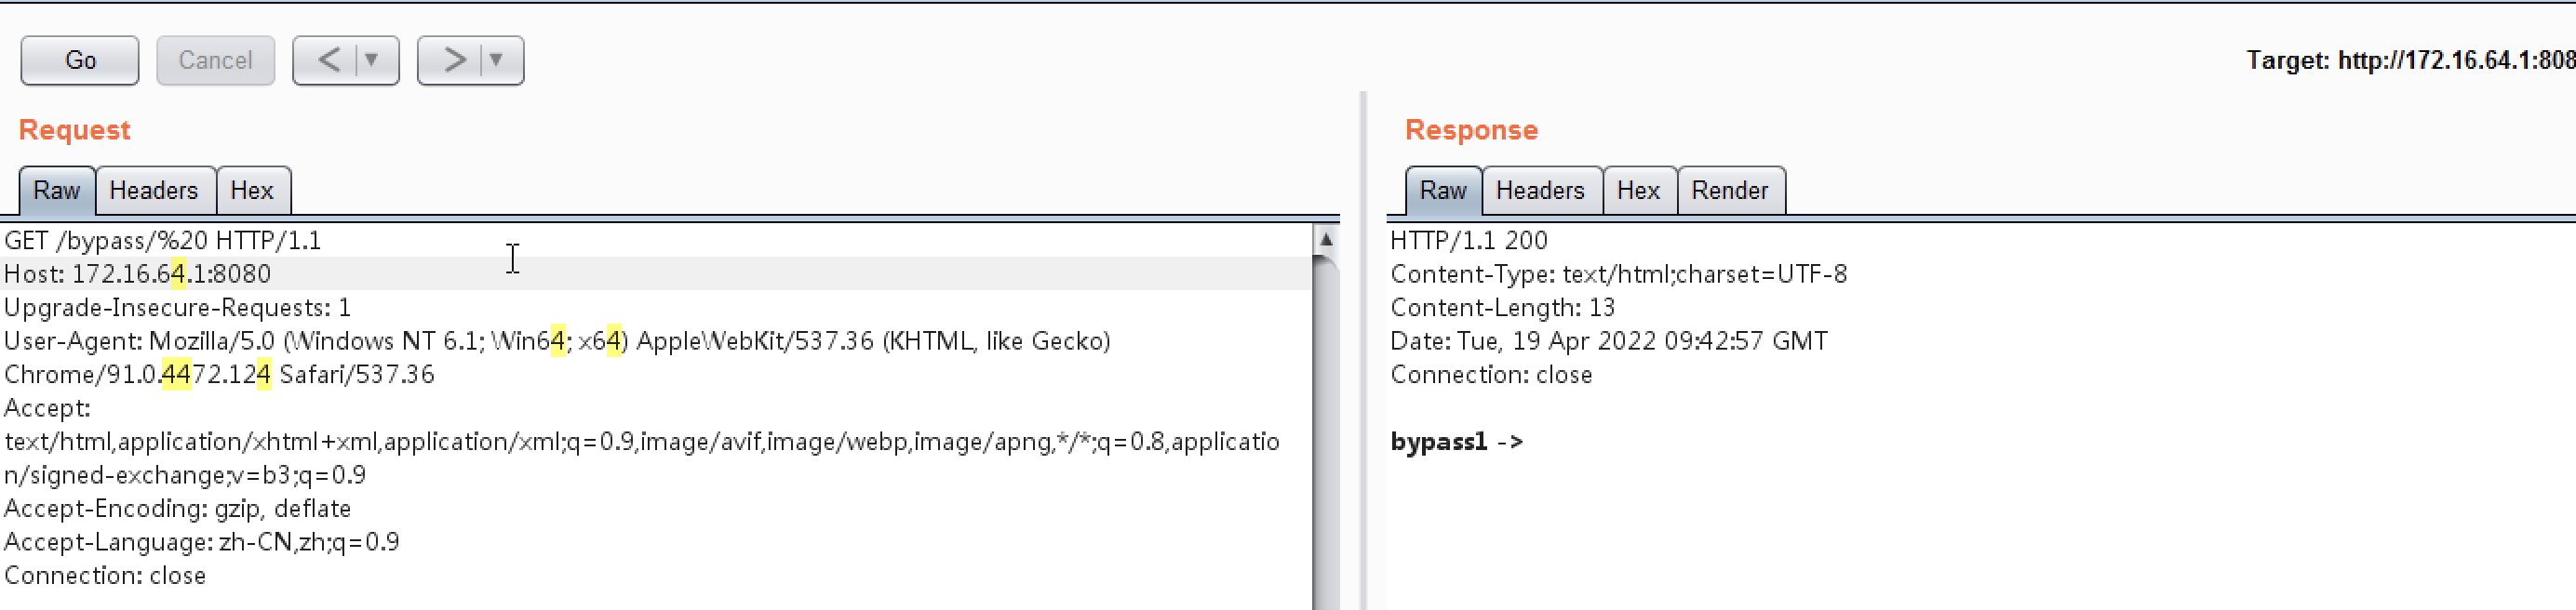 Go Cancel < >
Target: http://172.16.64.1:808
Request
Response
Raw Headers Hex
Raw Headers Hex Render
GET /bypass/%20 HTTP/1.1
Host: 172.16.64.1:8080
Upgrade-Insecure-Requests: 1
User-Agent: Mozilla/5.0 (Windows NT 6.1; Win64; x64) AppleWebKit/537.36 (KHTML, like Gecko)
Chrome/91.0.4472.124 Safari/537.36
Accept:
text/html,application/xhtml+xml,application/xml;q=0.9,image/avif,image/webp,image/apng,*/*;q=0.8,applicatio
n/signed-exchange;v=b3;q=0.9
Accept-Encoding: gzip, deflate
Accept-Language: zh-CN,zh;q=0.9
Connection: close
HTTP/1.1 200
Content-Type: text/html;charset=UTF-8
Content-Length: 13
Date: Tue, 19 Apr 2022 09:42:57 GMT
Connection: close
bypass1 ->